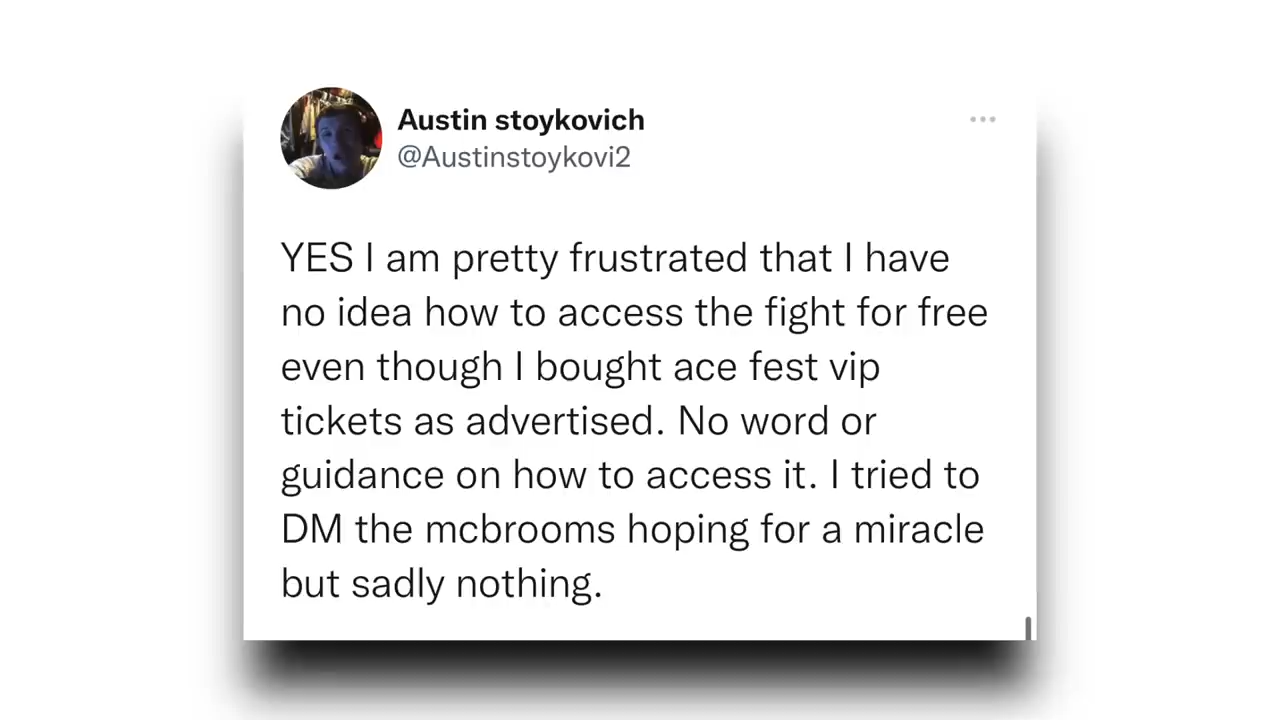 Austin stoykovich
@Austinstoykovi2
YES I am pretty frustrated that I have
no idea how to access the fight for free
even though I bought ace fest vip
tickets as advertised. No word or
guidance on how to access it. I tried to
DM the mcbrooms hoping for a miracle
but sadly nothing.